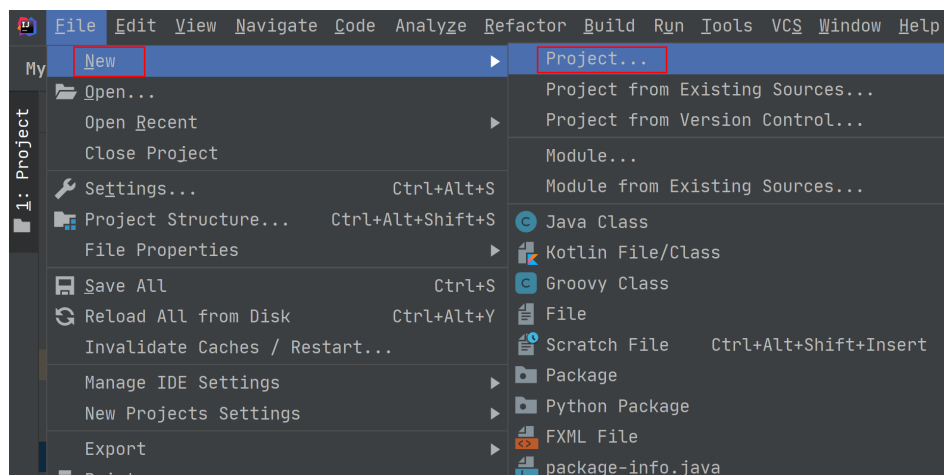 File Edit View Navigate Code Analyze Refactor Build Run Tools VCS Window Help
My
1: Project
New
Open...
Open Recent
Close Project
Settings... Ctrl+Alt+S
Project Structure... Ctrl+Alt+Shift+S
File Properties
Save All Ctrl+S
Reload All from Disk Ctrl+Alt+Y
Invalidate Caches / Restart...
Manage IDE Settings
New Projects Settings
Export
Project...
Project from Existing Sources...
Project from Version Control...
Module...
Module from Existing Sources...
Java Class
Kotlin File/Class
Groovy Class
File
Scratch File Ctrl+Alt+Shift+Insert
Package
Python Package
FXML File
package-info.java